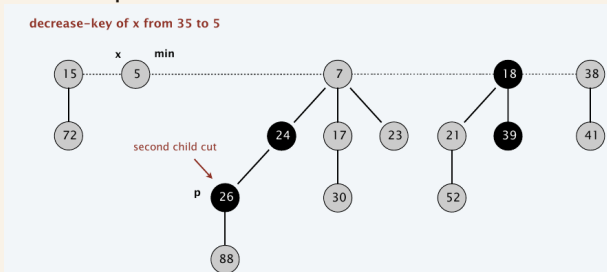 decrease-key of x from 35 to 5
x min
15 5 7 18 38
72 24 17 23 21 39 41
second child cut
p 26 30 52
88